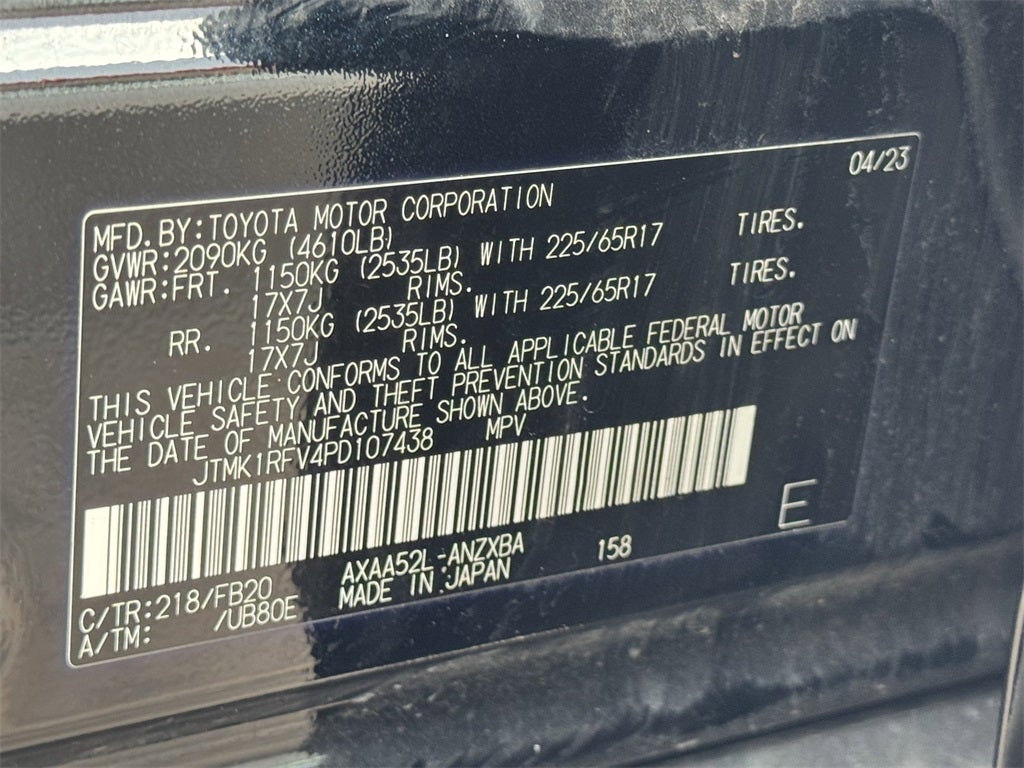 04/23
MFD. BY: TOYOTA MOTOR CORPORATION
GVWR: 2090KG (4610LB)
GAWR: FRT. 1150KG (2535LB) WITH 225/65R17 TIRES.
17X7J RIMS.
RR. 1150KG (2535LB) WITH 225/65R17 TIRES.
17X7J RIMS.
THIS VEHICLE CONFORMS TO ALL APPLICABLE FEDERAL MOTOR
VEHICLE SAFETY AND THEFT PREVENTION STANDARDS IN EFFECT ON
THE DATE OF MANUFACTURE SHOWN ABOVE.
JTMK1RFV4PD107438 MPV
E
C/TR: 218/FB20 AXAA52L-ANZXBA 158
A/TM: /UB80E MADE IN JAPAN